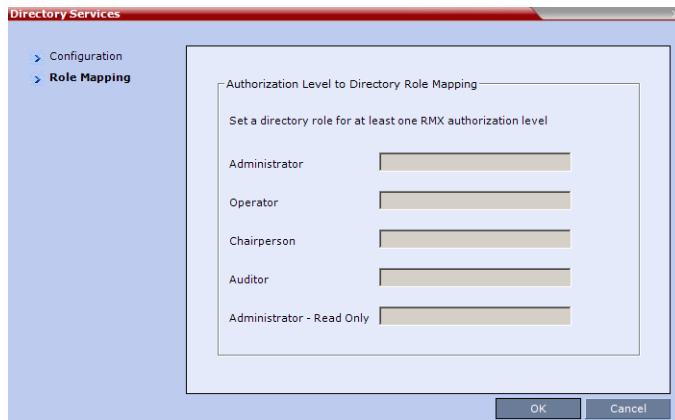 Directory Services
Configuration
Role Mapping
Authorization Level to Directory Role Mapping
Set a directory role for at least one RMX authorization level
Administrator
Operator
Chairperson
Auditor
Administrator - Read Only
OK
Cancel